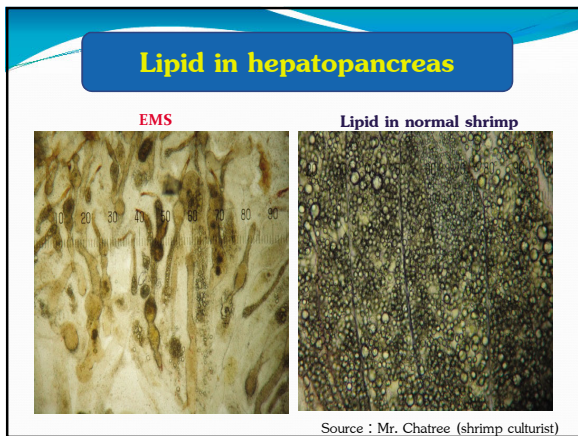 Lipid in hepatopancreas
EMS
Lipid in normal shrimp
10 20 30 40 50 60 70 80 90
Source : Mr. Chatree (shrimp culturist)